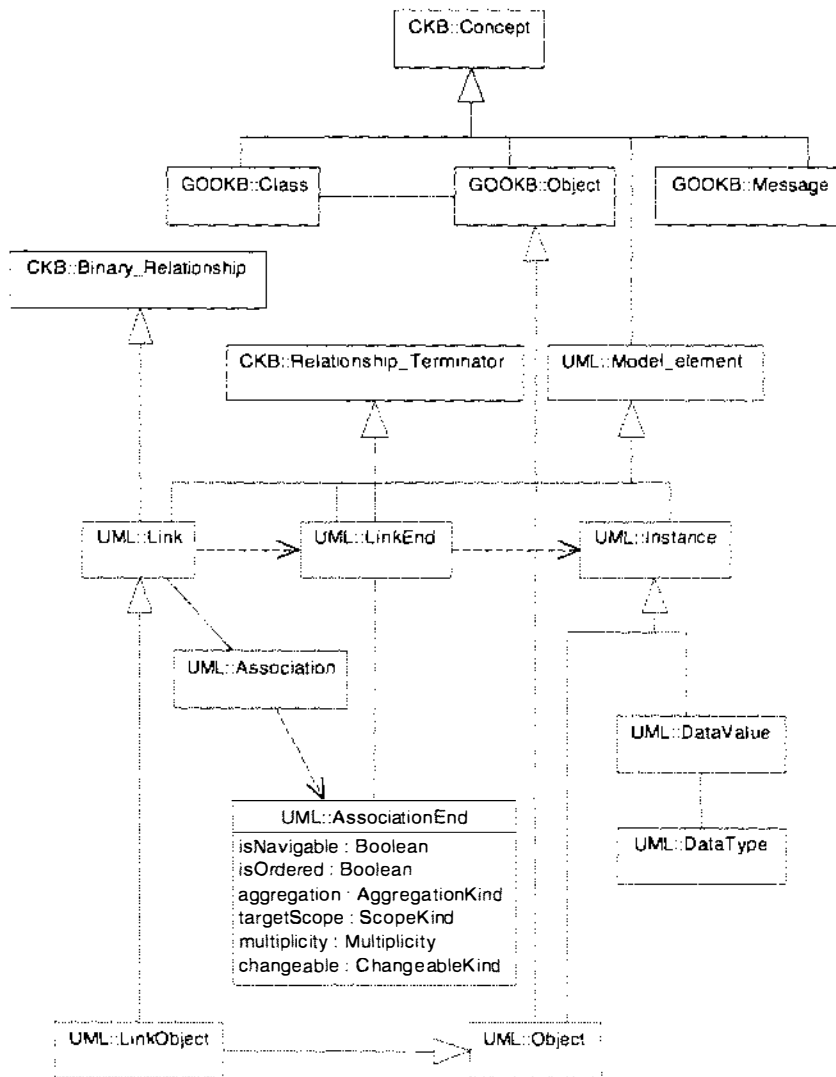 CKB::Concept
GOOKB::Class
GOOKB::Object
GOOKB::Message
CKB::Binary_Relationship
CKB::Relationship_Terminator
UML::Model_element
UML::Link
UML::LinkEnd
UML::Instance
UML::Association
UML::DataValue
UML::AssociationEnd
isNavigable : Boolean
isOrdered : Boolean
aggregation : AggregationKind
targetScope : ScopeKind
multiplicity : Multiplicity
changeable : ChangeableKind
UML::DataType
UML::LinkObject
UML::Object